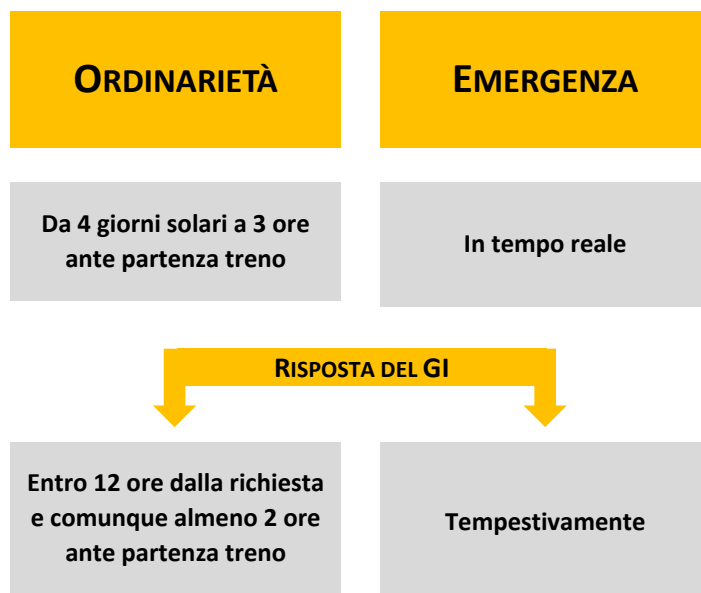 ORDINARIETÀ
EMERGENZA
Da 4 giorni solari a 3 ore
ante partenza treno
In tempo reale
RISPOSTA DEL GI
Entro 12 ore dalla richiesta
e comunque almeno 2 ore
ante partenza treno
Tempestivamente